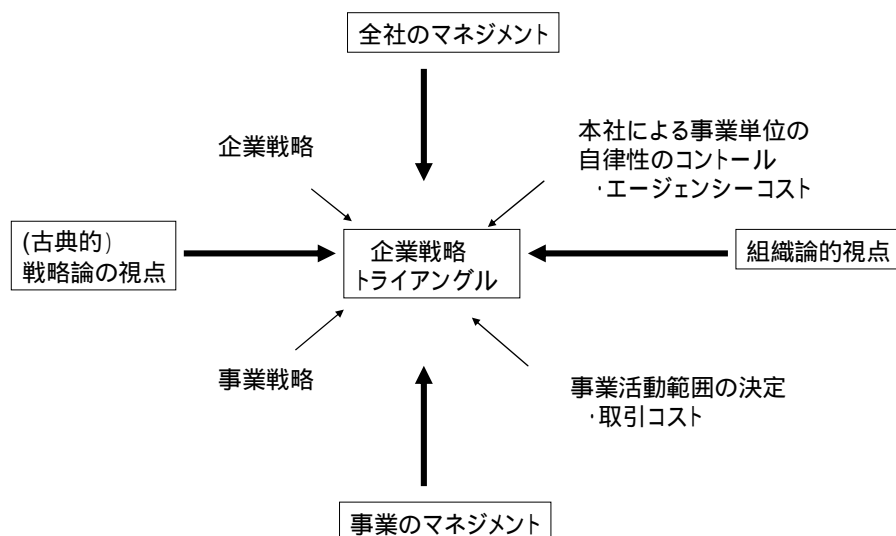 全社のマネジメント
企業戦略
本社による事業単位の
自律性のコントール
・エージェンシーコスト
(古典的)
戦略論の視点
企業戦略
トライアングル
組織論的視点
事業戦略
事業活動範囲の決定
・取引コスト
事業のマネジメント